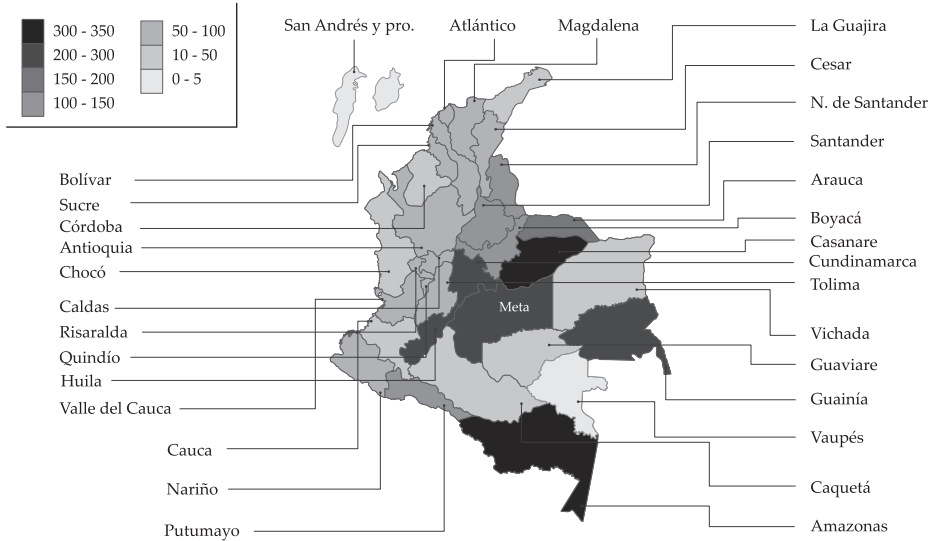 300 - 350
200 - 300
150 - 200
100 - 150
50 - 100
10 - 50
0 - 5
San Andrés y pro.
Atlántico
Magdalena
La Guajira
Cesar
N. de Santander
Santander
Arauca
Boyacá
Casanare
Cundinamarca
Tolima
Vichada
Guaviare
Guainía
Vaupés
Caquetá
Amazonas
Bolívar
Sucre
Córdoba
Antioquia
Chocó
Caldas
Risaralda
Quindío
Huila
Valle del Cauca
Cauca
Nariño
Putumayo
Meta